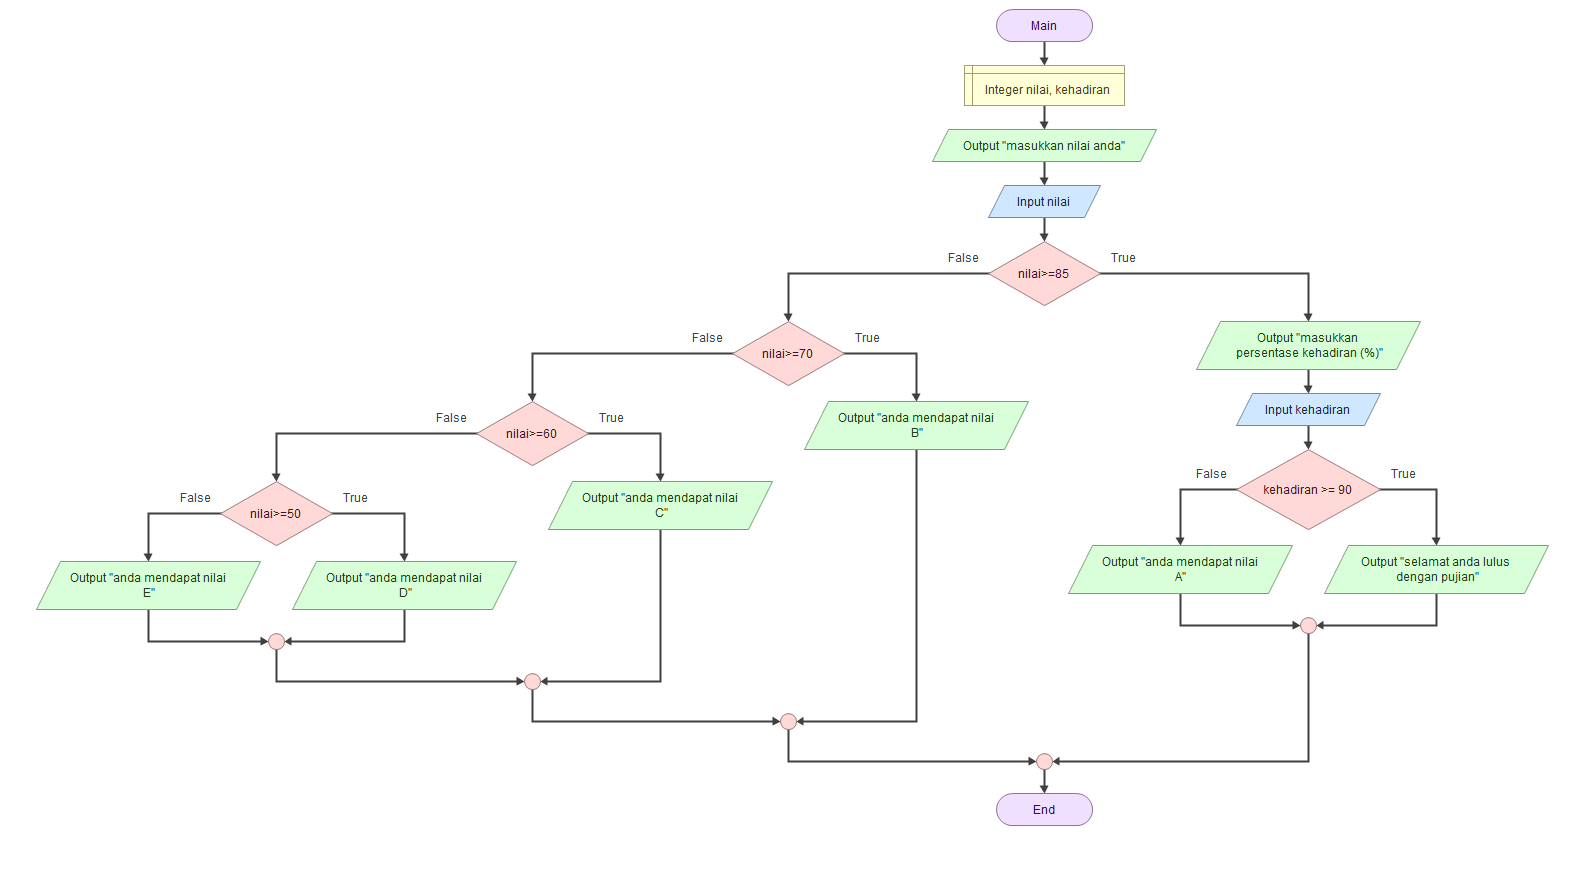 Main
Integer nilai, kehadiran
Output "masukkan nilai anda"
Input nilai
False
True
nilai>=85
False
True
nilai>=70
Output "masukkan
persentase kehadiran (%)"
False
True
nilai>=60
Output "anda mendapat nilai
B"
Input kehadiran
False
True
nilai>=50
Output "anda mendapat nilai
C"
False
True
kehadiran >= 90
Output "anda mendapat nilai
E"
Output "anda mendapat nilai
D"
Output "anda mendapat nilai
A"
Output "selamat anda lulus
dengan pujian"
End